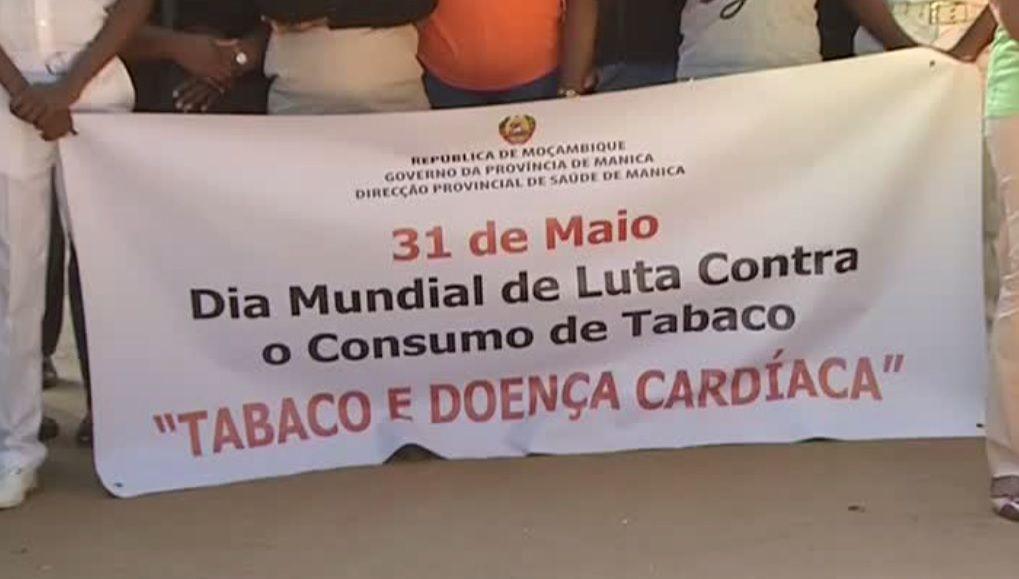 REPÚBLICA DE MOÇAMBIQUE
GOVERNO DA PROVÍNCIA DE MANICA
DIRECÇÃO PROVINCIAL DE SAÚDE DE MANICA
31 de Maio
Dia Mundial de Luta Contra
o Consumo de Tabaco
"TABACO E DOENÇA CARDÍACA"